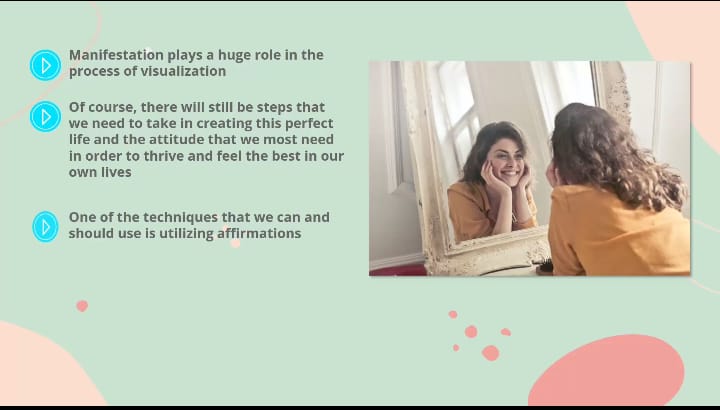 Manifestation plays a huge role in the
process of visualization
Of course, there will still be steps that
we need to take in creating this perfect
life and the attitude that we most need
in order to thrive and feel the best in our
own lives
One of the techniques that we can and
should use is utilizing affirmations